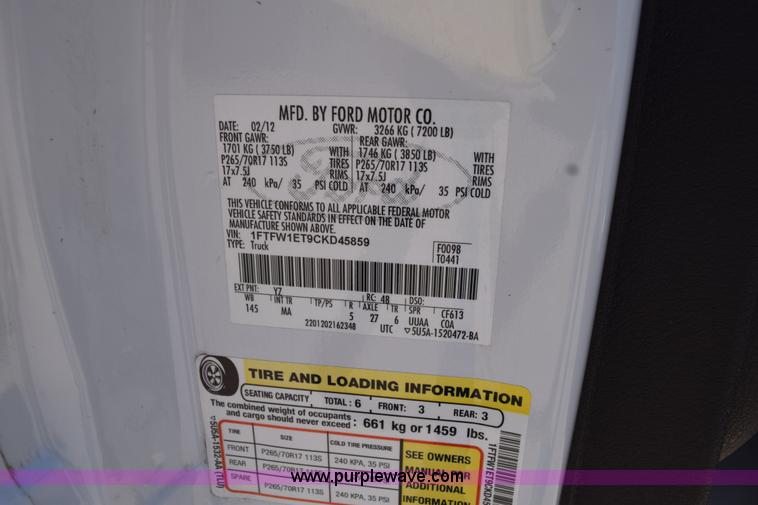 MFD. BY FORD MOTOR CO.
DATE: 02/12 GVWR: 3266 KG ( 7200 LB)
FRONT GAWR: REAR GAWR:
1701 KG ( 3750 LB) WITH 1746 KG ( 3850 LB) WITH
P265/70R17 113S TIRES P265/70R17 113S TIRES
17x7.5J RIMS 17x7.5J RIMS
AT 240 kPa/ 35 PSI COLD AT 240 kPa/ 35 PSI COLD
Ford
THIS VEHICLE CONFORMS TO ALL APPLICABLE FEDERAL MOTOR
VEHICLE SAFETY STANDARDS IN EFFECT ON THE DATE OF
MANUFACTURE SHOWN ABOVE.
VIN: 1FTFW1ET9CKD45859 F0098
TYPE: Truck T0441
EXT PNT: YZ RC: 48 DSO:
WB INT TR TP/PS R AXLE TR SPR CF613
145 MA 5 27 6 UUAA COA
2201202162348 UTC ▽5U5A-1520472-BA
TIRE AND LOADING INFORMATION
SEATING CAPACITY TOTAL: 6 FRONT: 3 REAR: 3
The combined weight of occupants
and cargo should never exceed: 661 kg or 1459 lbs.
TIRE SIZE COLD TIRE PRESSURE
FRONT P265/70R17 113S 240 KPA, 35 PSI
REAR P265/70R17 113S 240 KPA, 35 PSI
SPARE P265/70R17 113S 240 KPA, 35 PSI
SEE OWNERS
MANUAL FOR
ADDITIONAL
INFORMATION
www.purplewave.com